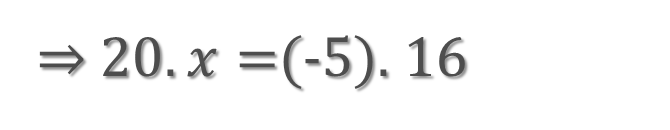 ⇒ 20. x =(-5). 16